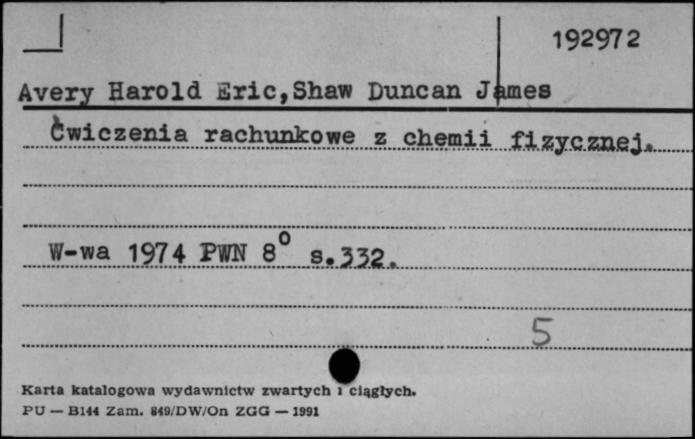 192972
Avery Harold Eric,Shaw Duncan James
Ćwiczenia rachunkowe z chemii fizycznej.
W-wa 1974 PWN 8° s.332.
5
Karta katalogowa wydawnictw zwartych i ciągłych.
PU — B144 Zam. 849/DW/On ZGG — 1991